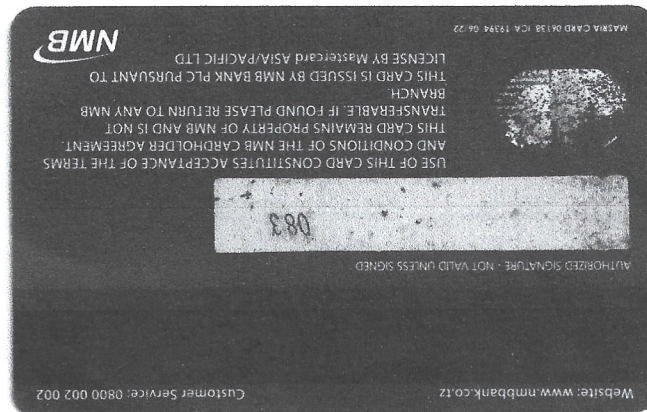 Website: www.nmbbank.co.tz
Customer Service: 0800 002 002
AUTHORIZED SIGNATURE - NOT VALID UNLESS SIGNED
083
USE OF THIS CARD CONSTITUTES ACCEPTANCE OF THE TERMS
AND CONDITIONS OF THE NMB CARDHOLDER AGREEMENT.
THIS CARD REMAINS PROPERTY OF NMB AND IS NOT
TRANSFERABLE. IF FOUND PLEASE RETURN TO ANY NMB
BRANCH.
THIS CARD IS ISSUED BY NMB BANK PLC PURSUANT TO
LICENSE BY Mastercard ASIA/PACIFIC LTD
MASRIA CARD 06138 ICA 19394 06/22
NMB